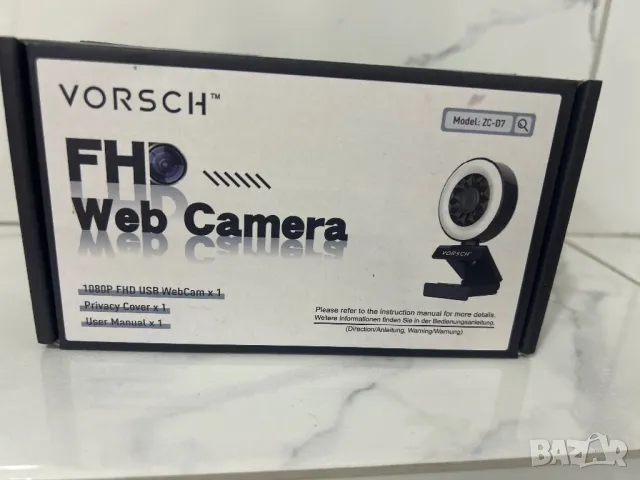 VORSCH™
Model: ZC-D7
FHD
Web Camera
VORSCH
1080P FHD USB WebCam x 1
Privacy Cover x 1
User Manual x 1
Please refer to the instruction manual for more details.
Weitere Informationen finden Sie in der Bedienungsanleitung.
(Direction/Anleitung, Warning/Warnung)
BAZAR
bg